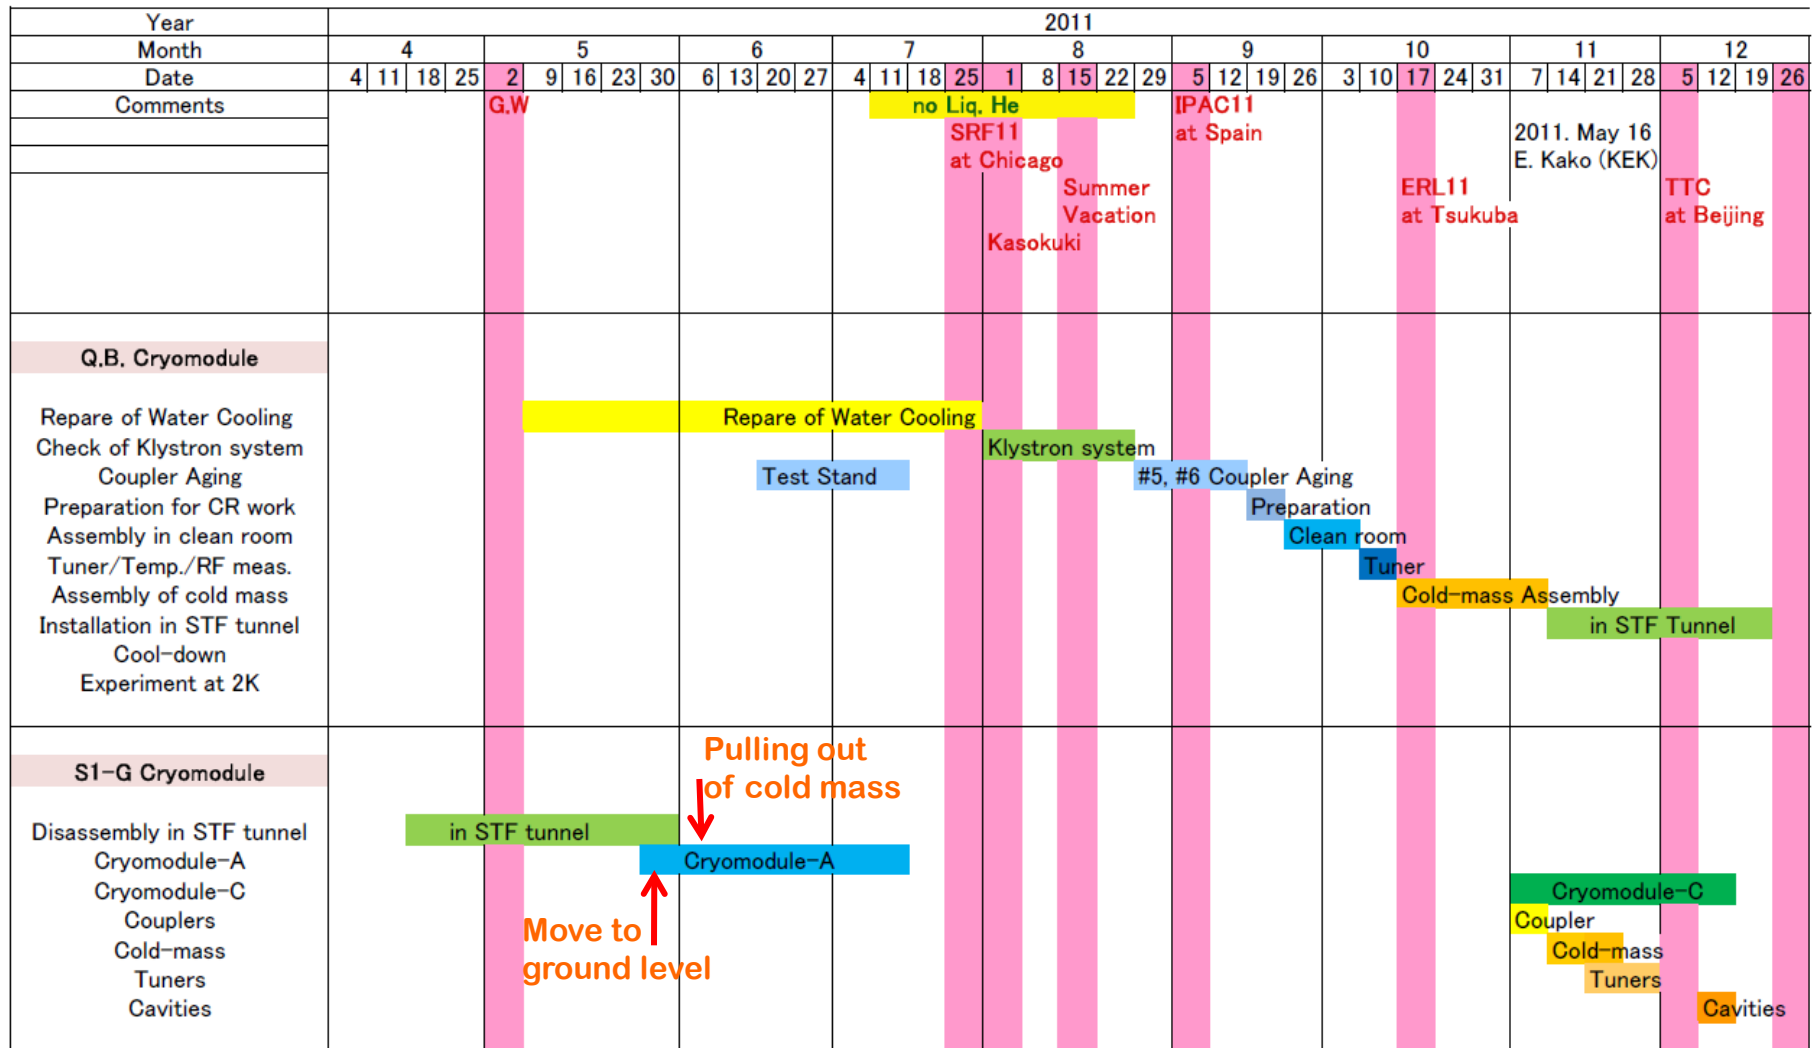 Year 2011
Month 4 5 6 7 8 9 10 11 12
Date 4 11 18 25 2 9 16 23 30 6 13 20 27 4 11 18 25 1 8 15 22 29 5 12 19 26 3 10 17 24 31 7 14 21 28 5 12 19 26
Comments G.W no Liq. He IPAC11
SRF11 at Spain 2011. May 16
at Chicago E. Kako (KEK)
Summer ERL11 TTC
Vacation at Tsukuba at Beijing
Kasokuki
Q.B. Cryomodule
Repare of Water Cooling Repare of Water Cooling
Check of Klystron system Klystron system
Coupler Aging Test Stand #5, #6 Coupler Aging
Preparation for CR work Preparation
Assembly in clean room Clean room
Tuner/Temp./RF meas. Tuner
Assembly of cold mass Cold-mass Assembly
Installation in STF tunnel in STF Tunnel
Cool-down
Experiment at 2K
Pulling out
S1-G Cryomodule of cold mass
Disassembly in STF tunnel in STF tunnel
Cryomodule-A Cryomodule-A
Cryomodule-C Cryomodule-C
Couplers Move to Coupler
Cold-mass ground level Cold-mass
Tuners Tuners
Cavities Cavities